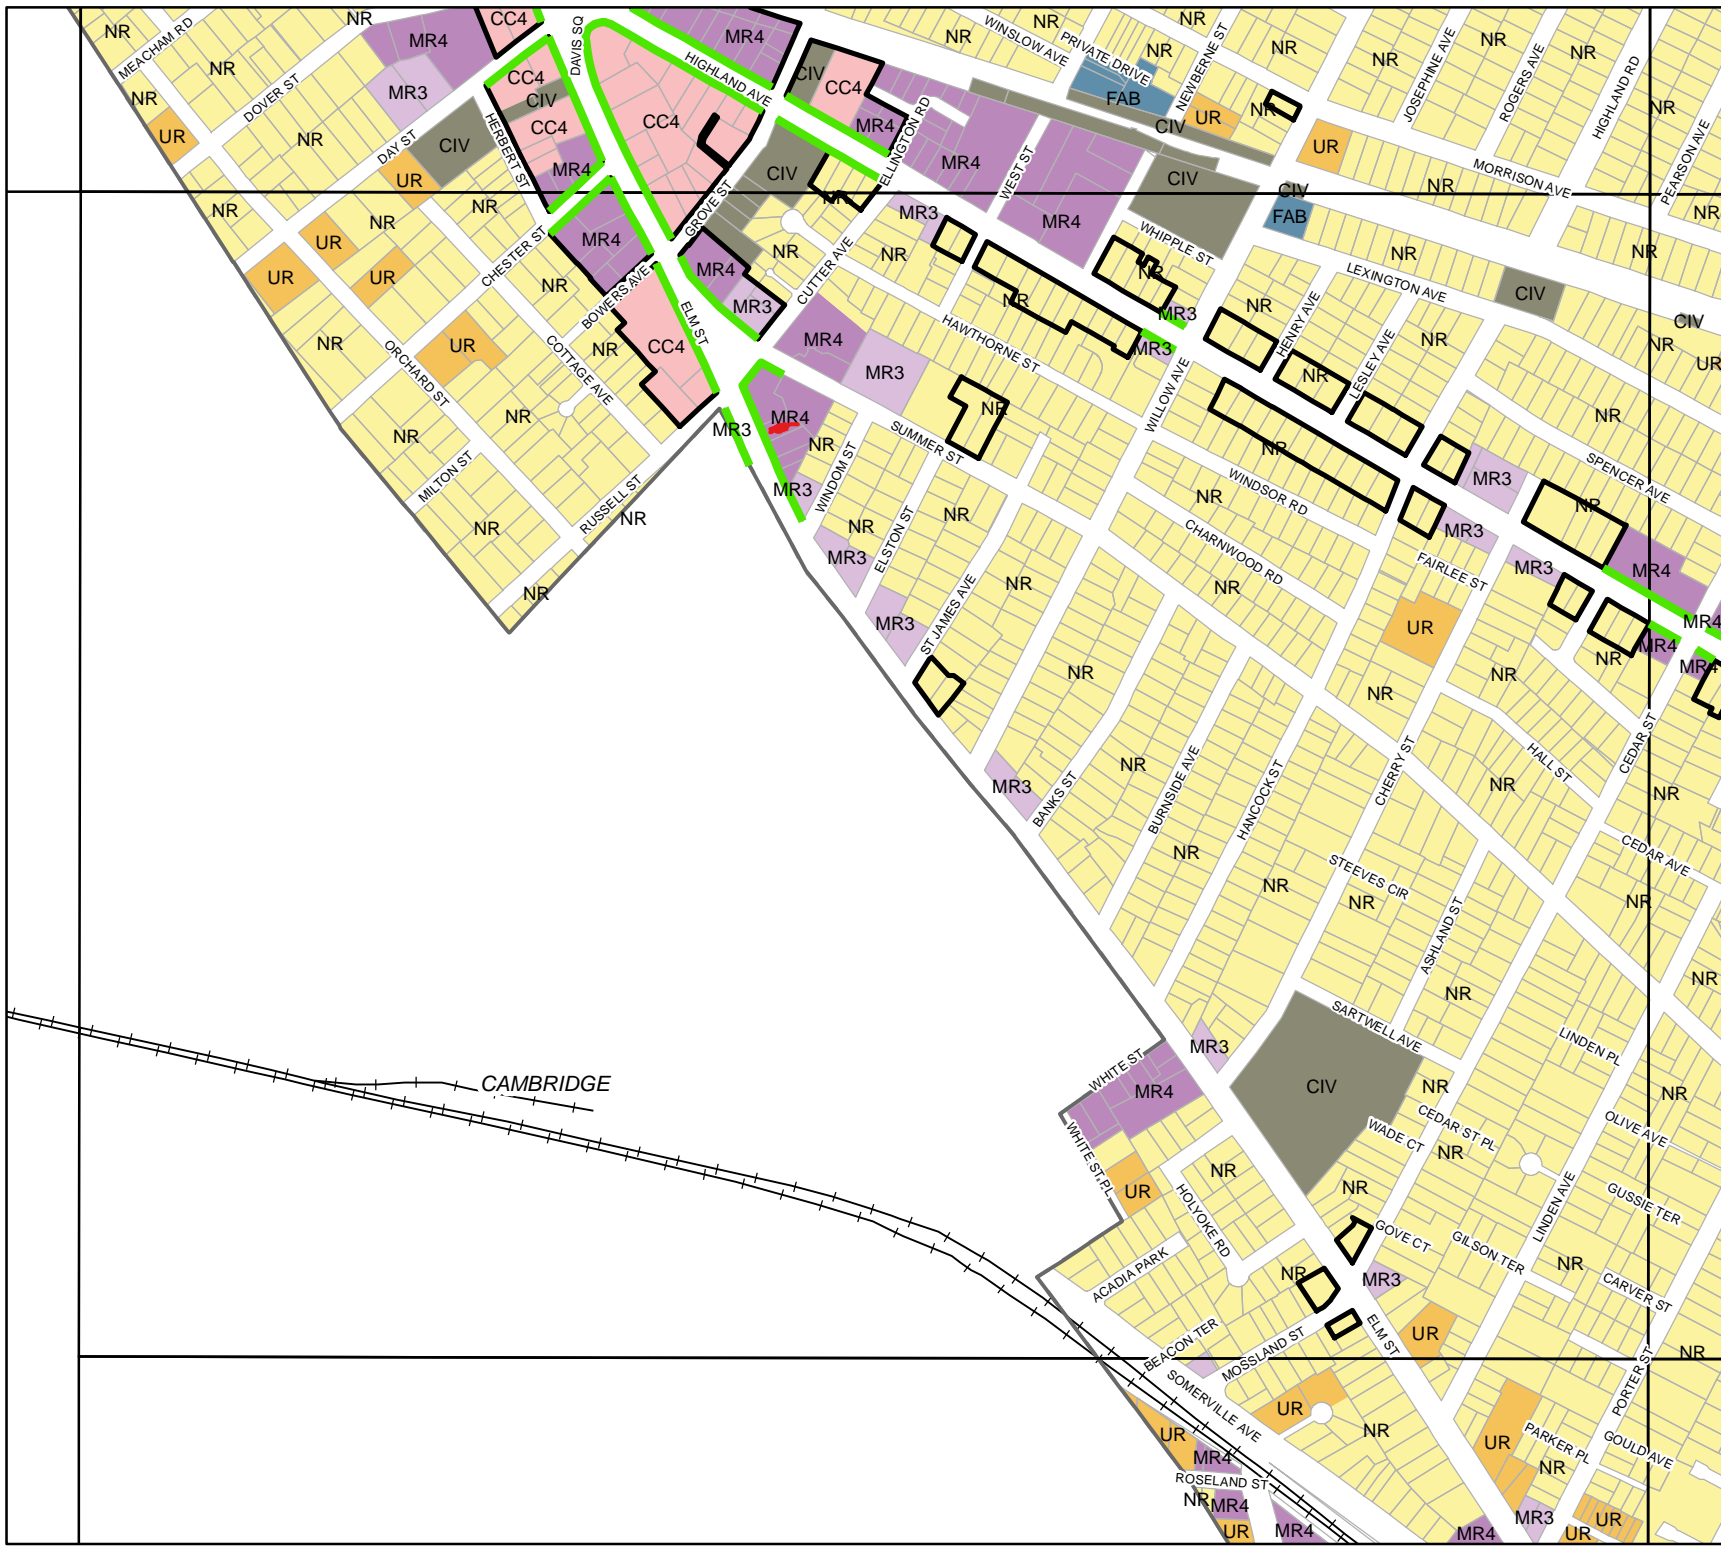 NR
CC4
DAVIS SQ
MR4
WINSLOW AVE
NR
PRIVATE DRIVE
NR
NR
NEWBERNE ST
NR
JOSEPHINE AVE
NR
ROGERS AVE
NR
HIGHLAND RD
MEACHAM RD
NR
MR4
NR
NR
NR
NR
DOVER ST
MR3
CC4
CIV
HIGHLAND AVE
CIV
CC4
FAB
NR
NR
PEARSON AVE
UR
NR
DAY ST
CIV
HERBERT ST
CC4
CC4
MR4
ELLINGTON RD
MR4
WEST ST
CIV
UR
UR
MORRISON AVE
UR
MR4
CIV
NR
CIV
CIV
NR
NR
NR
NR
NR
UR
CHESTER ST
MR4
GROVE ST
MR3
MR4
WHIPPLE ST
FAB
NR
NR
UR
UR
NR
BOWERS AVE
MR4
NR
CUTTER AVE
NR
NR
NR
LEXINGTON AVE
CIV
CIV
NR
ORCHARD ST
UR
COTTAGE AVE
NR
CC4
ELM ST
MR3
MR4
MR3
HAWTHORNE ST
MR3
MR3
NR
HENRY AVE
NR
LESLEY AVE
NR
NR
UR
NR
NR
MR3
MR4
NR
NR
SUMMER ST
WILLOW AVE
NR
NR
SPENCER AVE
MILTON ST
RUSSELL ST
NR
NR
MR3
WINDOM ST
NR
ELSTON ST
NR
WINDSOR RD
NR
CHARNWOOD RD
MR3
MR3
NR
NR
MR3
FAIRLEE ST
MR3
MR4
NR
MR3
ST JAMES AVE
NR
NR
UR
MR4
MR4
MR4
NR
NR
NR
NR
CEDAR ST
MR3
BANKS ST
NR
BURNSIDE AVE
HANCOCK ST
CHERRY ST
NR
HALL ST
NR
NR
NR
STEEVES CIR
NR
ASHLAND ST
CEDAR AVE
NR
NR
NR
SARTWELL AVE
MR3
LINDEN PL
CAMBRIDGE
WHITE ST
MR4
CIV
NR
NR
CEDAR ST PL
WADE CT
NR
OLIVE AVE
WHITE ST PL
UR
NR
HOLYOKE RD
NR
LINDEN AVE
GUSSIE TER
GOVE CT
GILSON TER
NR
ACADIA PARK
NR
MR3
CARVER ST
BEACON TER
MOSSLAND ST
ELM ST
UR
NR
PORTER ST
SOMERVILLE AVE
UR
NR
UR
UR
PARKER PL
NR
GOULD AVE
MR4
ROSELAND ST
NR
MR4
UR
MR4
MR4
MR3
UR
UR